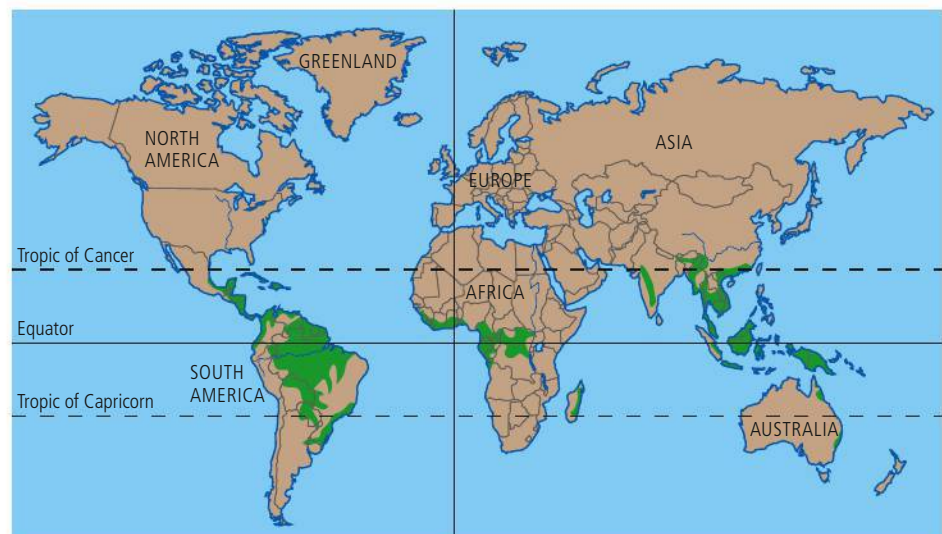 GREENLAND
NORTH
AMERICA
ASIA
EUROPE
Tropic of Cancer
AFRICA
Equator
SOUTH
AMERICA
Tropic of Capricorn
AUSTRALIA